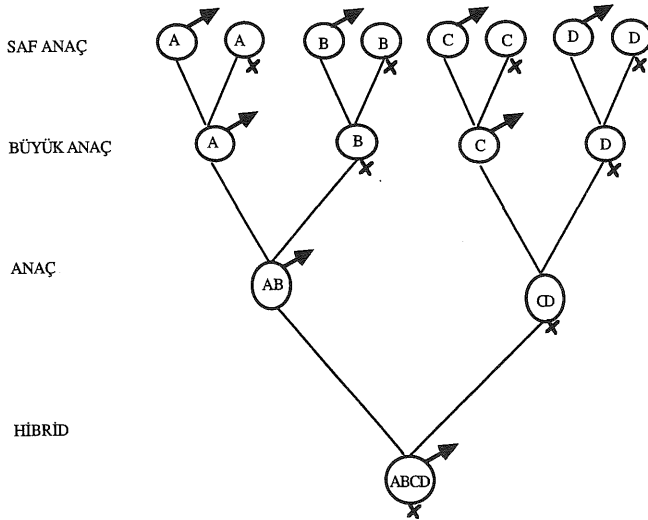 SAF ANAÇ A A B B C C D D
BÜYÜK ANAÇ A B C D
ANAÇ AB CD
HİBRİD ABCD